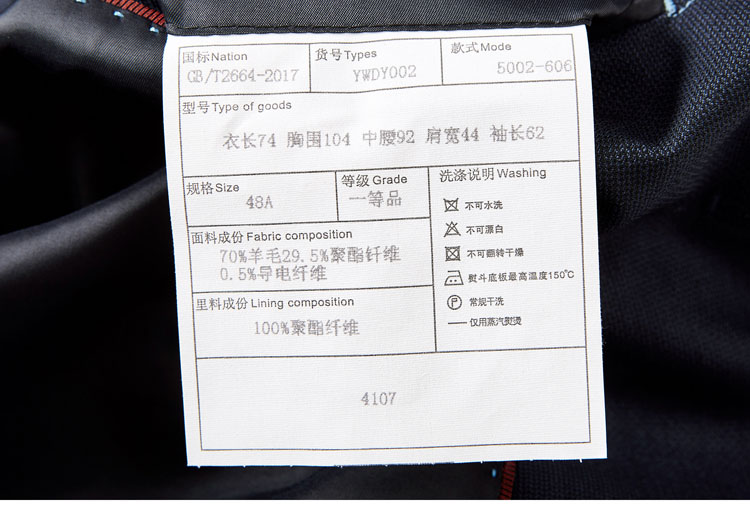 国标Nation
GB/T2664-2017
货号Types
YWDY002
款式Mode
5002-606
型号Type of goods
衣长74 胸围104 中腰92 肩宽44 袖长62
规格Size
48A
等级 Grade
一等品
面料成份 Fabric composition
70%羊毛29.5%聚酯钎维
0.5%导电纤维
里料成份 Lining composition
100%聚酯纤维
洗涤说明 Washing
不可水洗
不可漂白
不可翻转干燥
熨斗底板最高温度150℃
P 常规干洗
仅用蒸汽熨烫
4107